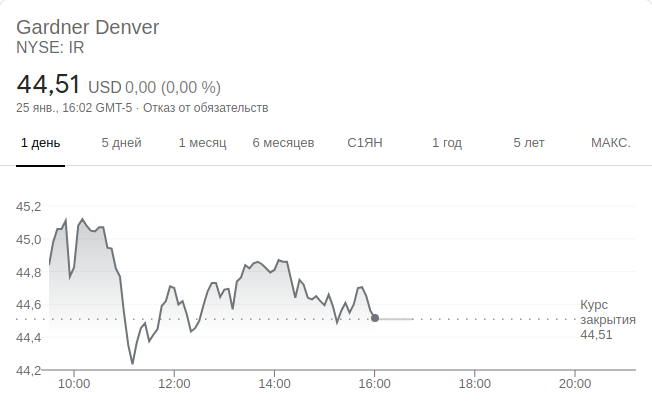 Gardner Denver
NYSE: IR
44,51 USD 0,00 (0,00 %)
25 янв., 16:02 GMT-5 · Отказ от обязательств
1 день 5 дней 1 месяц 6 месяцев С1ЯН 1 год 5 лет МАКС.
45,2
45,0
44,8
44,6
44,4
44,2
Курс
закрытия
44,51
10:00 12:00 14:00 16:00 18:00 20:00